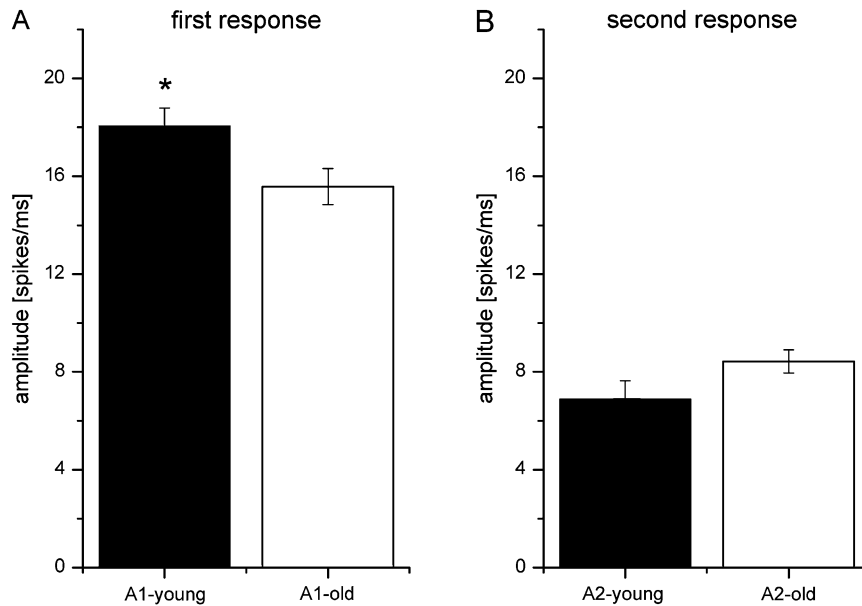 A
first response
amplitude [spikes/ms]
20
16
12
8
4
0
*
A1-young
A1-old
B
second response
amplitude [spikes/ms]
20
16
12
8
4
0
A2-young
A2-old